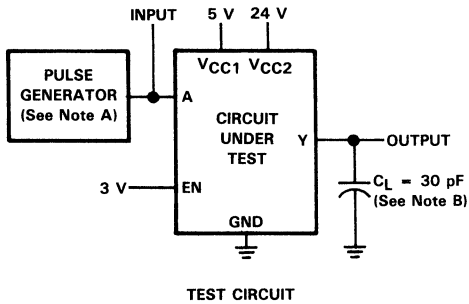 INPUT
5 V 24 V
PULSE
GENERATOR
(See Note A)
VCC1 VCC2
A
CIRCUIT
UNDER
TEST
Y
OUTPUT
3 V
EN
CL = 30 pF
(See Note B)
GND
TEST CIRCUIT